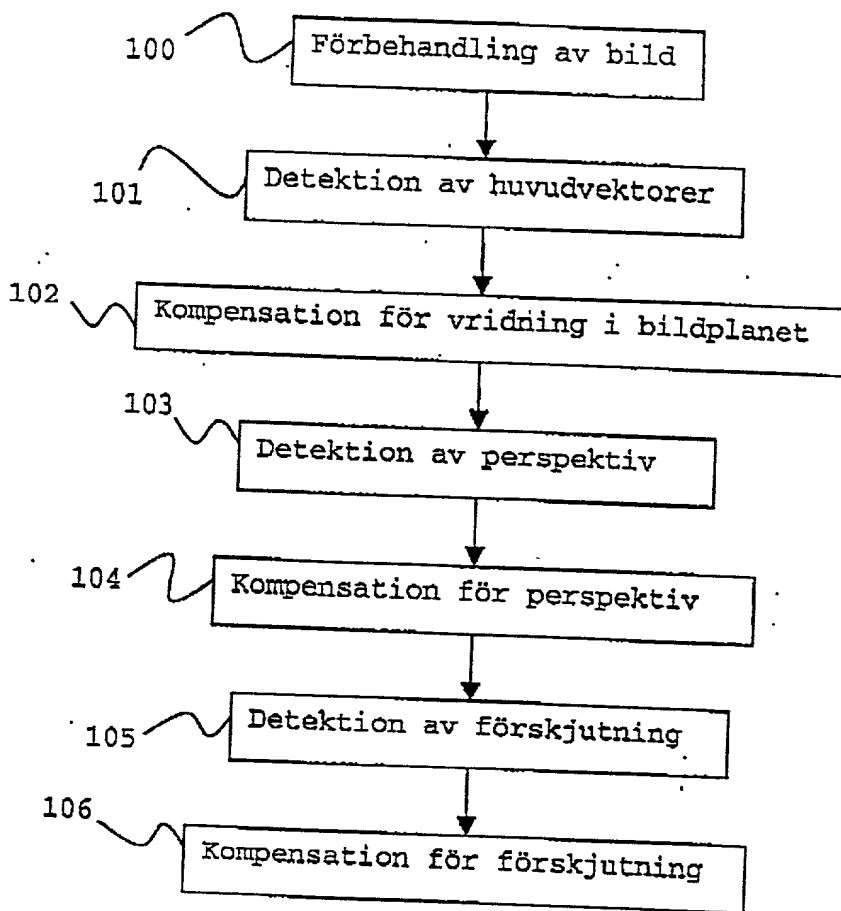 100
Förbehandling av bild
101
Detektion av huvudvektorer
102
Kompensation för vridning i bildplanet
103
Detektion av perspektiv
104
Kompensation för perspektiv
105
Detektion av förskjutning
106
Kompensation för förskjutning